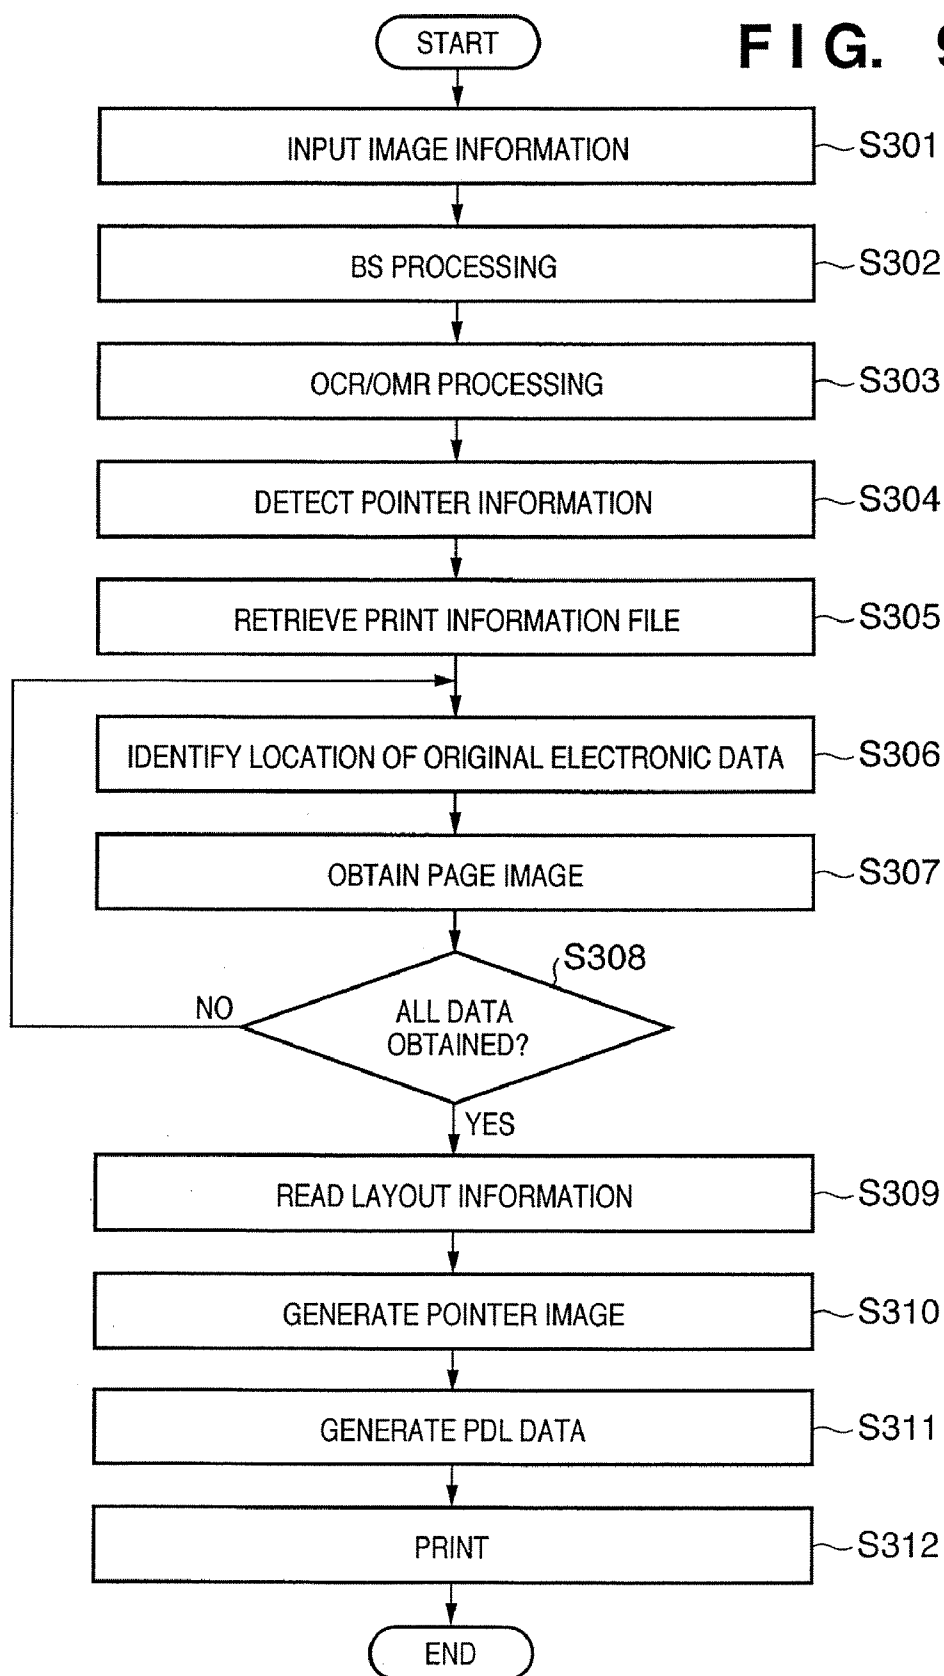 START
FIG. 9
INPUT IMAGE INFORMATION
S301
BS PROCESSING
S302
OCR/OMR PROCESSING
S303
DETECT POINTER INFORMATION
S304
RETRIEVE PRINT INFORMATION FILE
S305
IDENTIFY LOCATION OF ORIGINAL ELECTRONIC DATA
S306
OBTAIN PAGE IMAGE
S307
S308
NO
ALL DATA
OBTAINED?
YES
READ LAYOUT INFORMATION
S309
GENERATE POINTER IMAGE
S310
GENERATE PDL DATA
S311
PRINT
S312
END